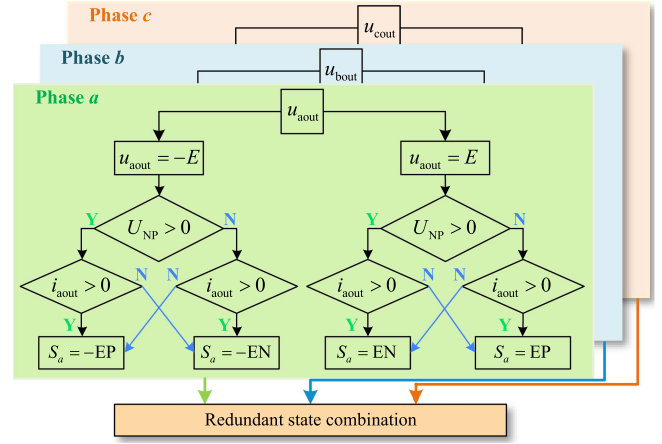 Phase c
u_cout
Phase b
u_bout
Phase a
u_aout
u_aout = −E
u_aout = E
Y
N
Y
N
U_NP > 0
U_NP > 0
N
N
N
N
i_aout > 0
i_aout > 0
i_aout > 0
i_aout > 0
Y
Y
Y
Y
S_a = −EP
S_a = −EN
S_a = EN
S_a = EP
Redundant state combination